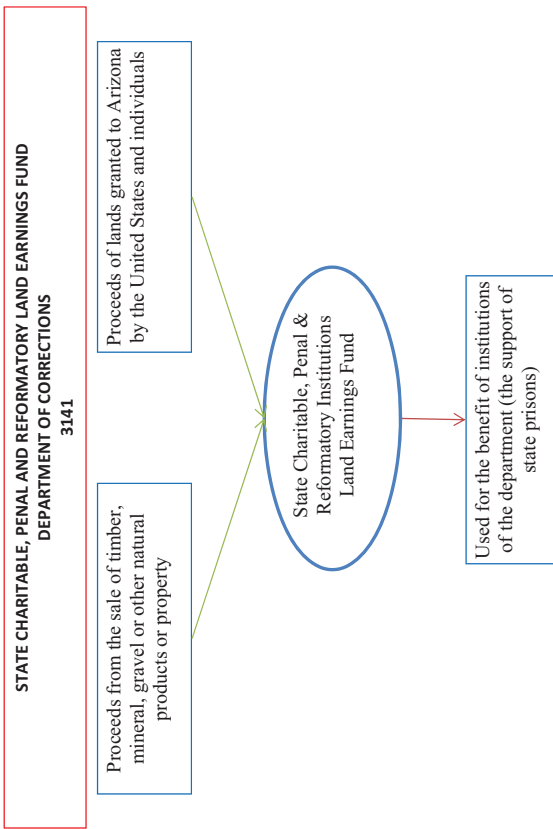 STATE CHARITABLE, PENAL AND REFORMATORY LAND EARNINGS FUND
DEPARTMENT OF CORRECTIONS
3141
Proceeds from the sale of timber,
mineral, gravel or other natural
products or property
Proceeds of lands granted to Arizona
by the United States and individuals
State Charitable, Penal &
Reformatory Institutions
Land Earnings Fund
Used for the benefit of institutions
of the department (the support of
state prisons)